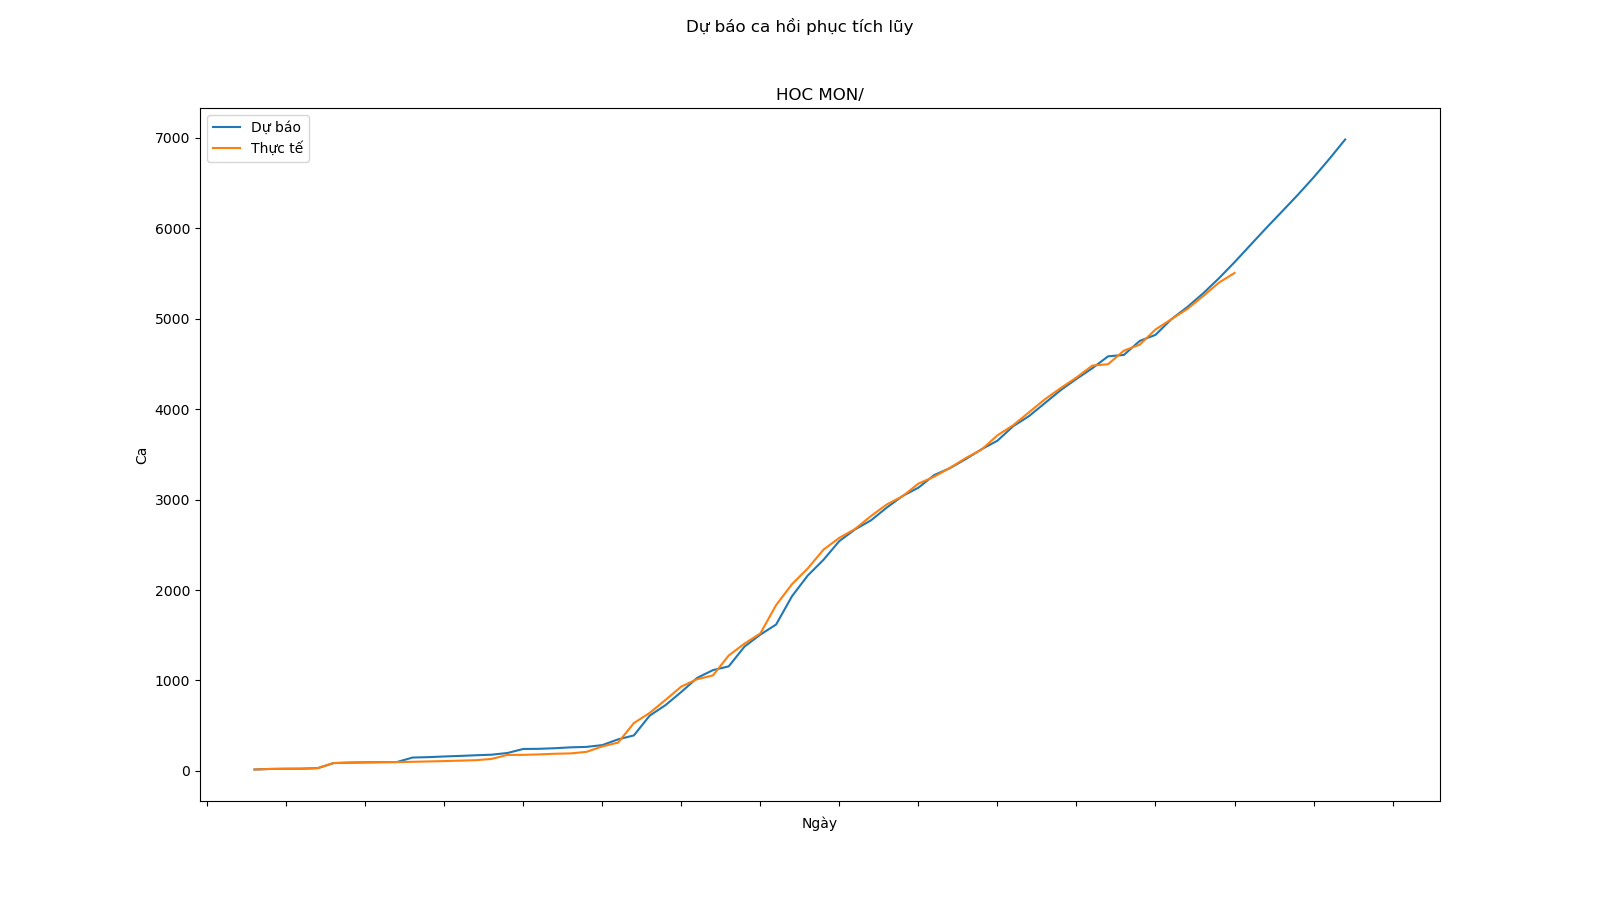 Dự báo ca hồi phục tích lũy
HOC MON/
Dự báo
Thực tế
7000
6000
5000
4000
3000
2000
1000
0
Ca
Ngày